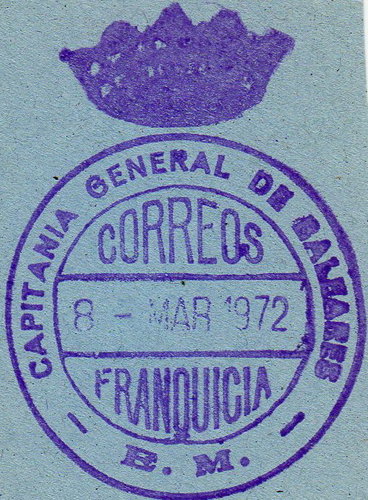 CAPITANIA GENERAL DE BALEARES
CORREOS
8 - MAR 1972
FRANQUICIA
- E. M. -